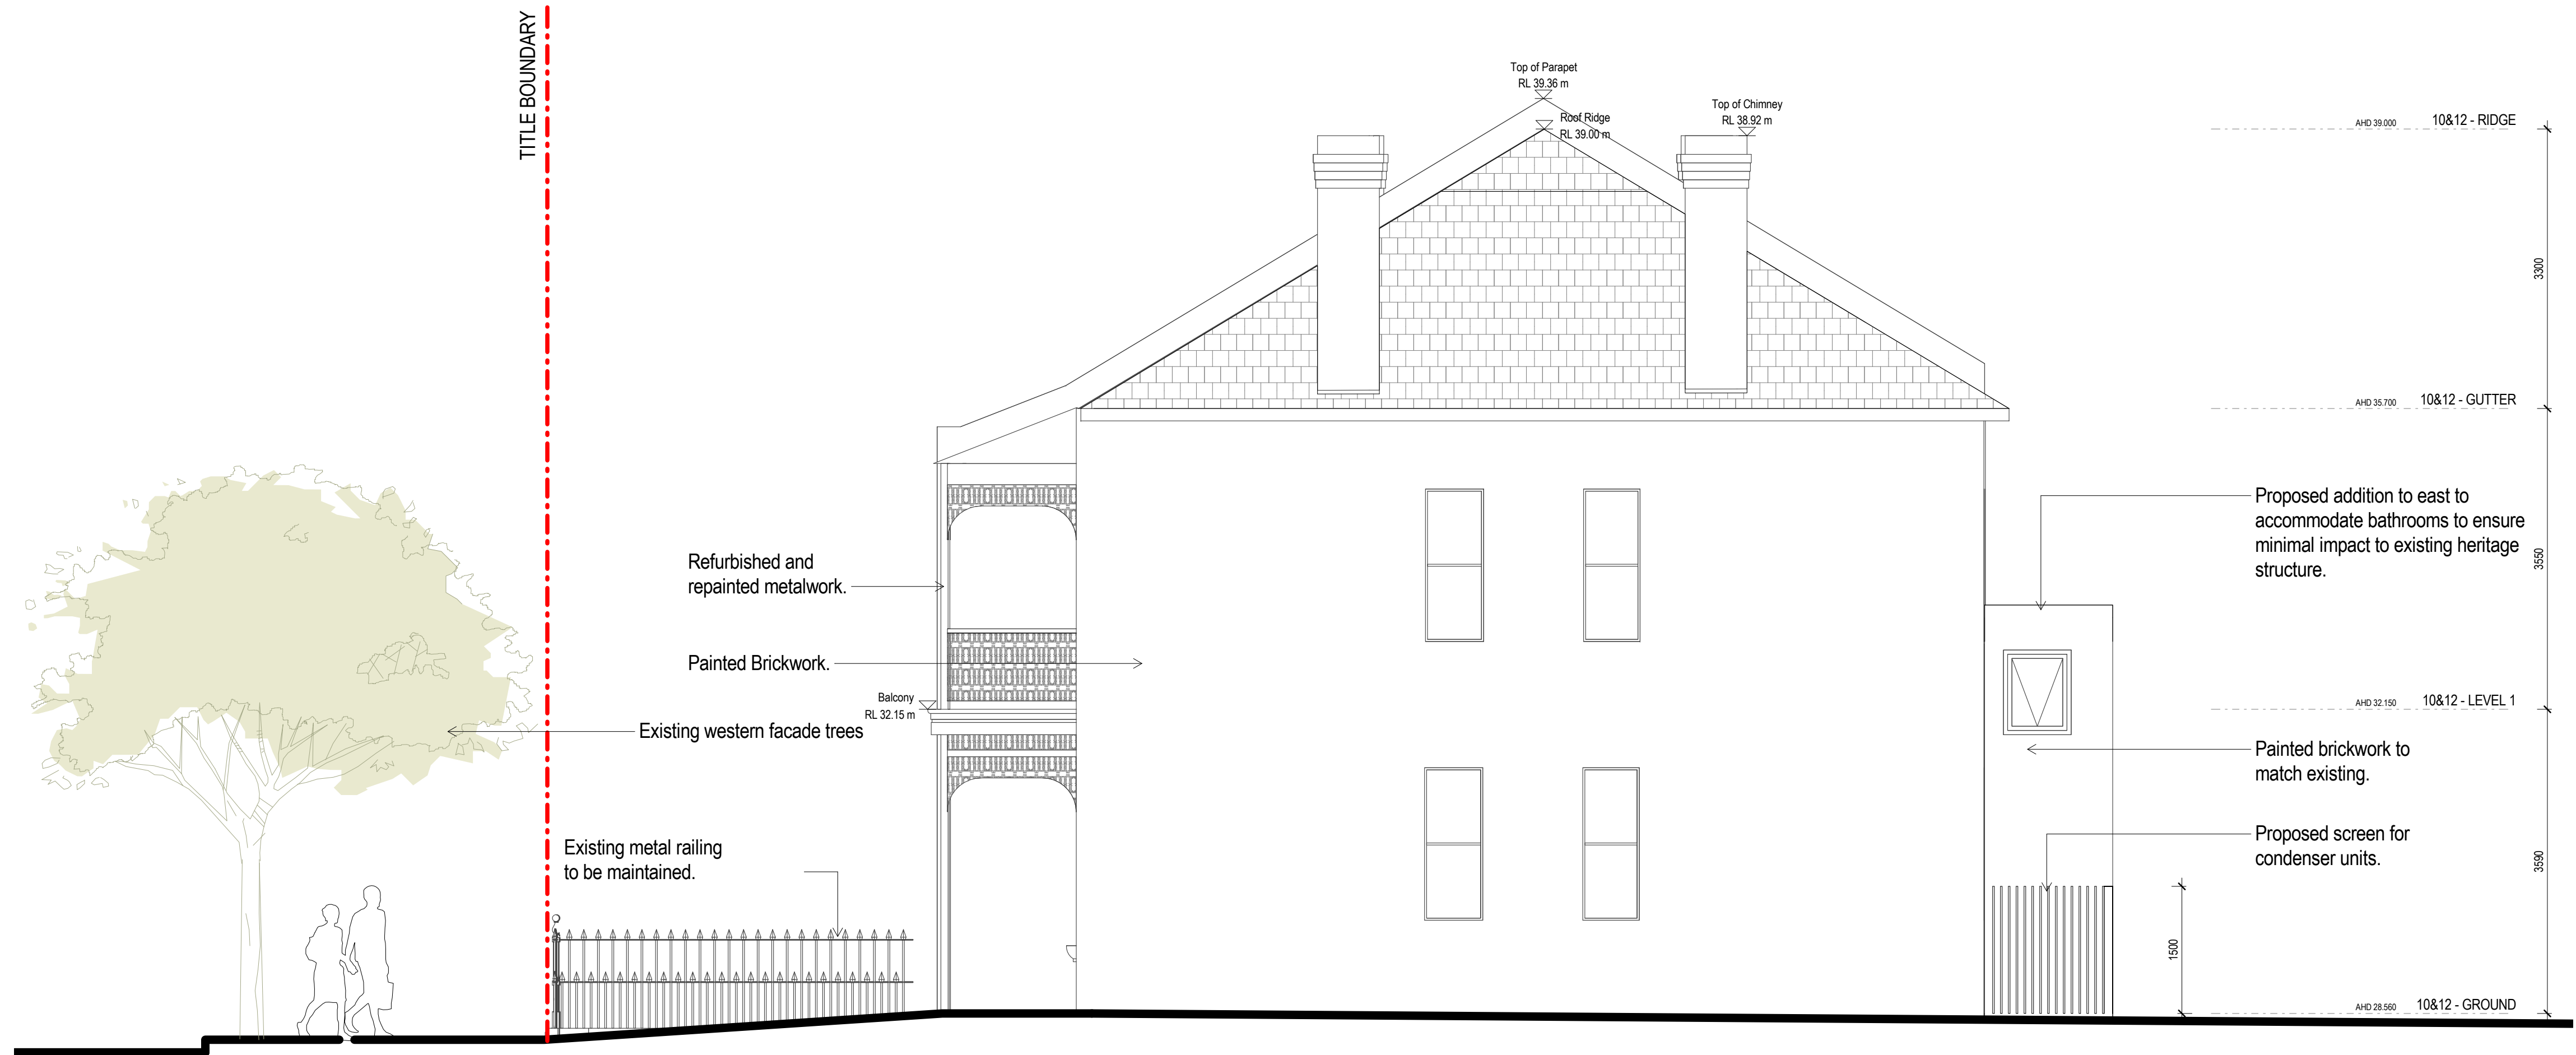 TITLE BOUNDARY
Top of Parapet
RL 39.36 m
Roof Ridge
RL 39.00 m
Top of Chimney
RL 38.92 m
AHD 39.000 10&12 - RIDGE
3300
AHD 35.700 10&12 - GUTTER
Proposed addition to east to
accommodate bathrooms to ensure
minimal impact to existing heritage
structure.
3550
Refurbished and
repainted metalwork.
Painted Brickwork.
Balcony
RL 32.15 m
AHD 32.150 10&12 - LEVEL 1
Existing western facade trees
Painted brickwork to
match existing.
Existing metal railing
to be maintained.
Proposed screen for
condenser units.
3590
1500
AHD 28.560 10&12 - GROUND